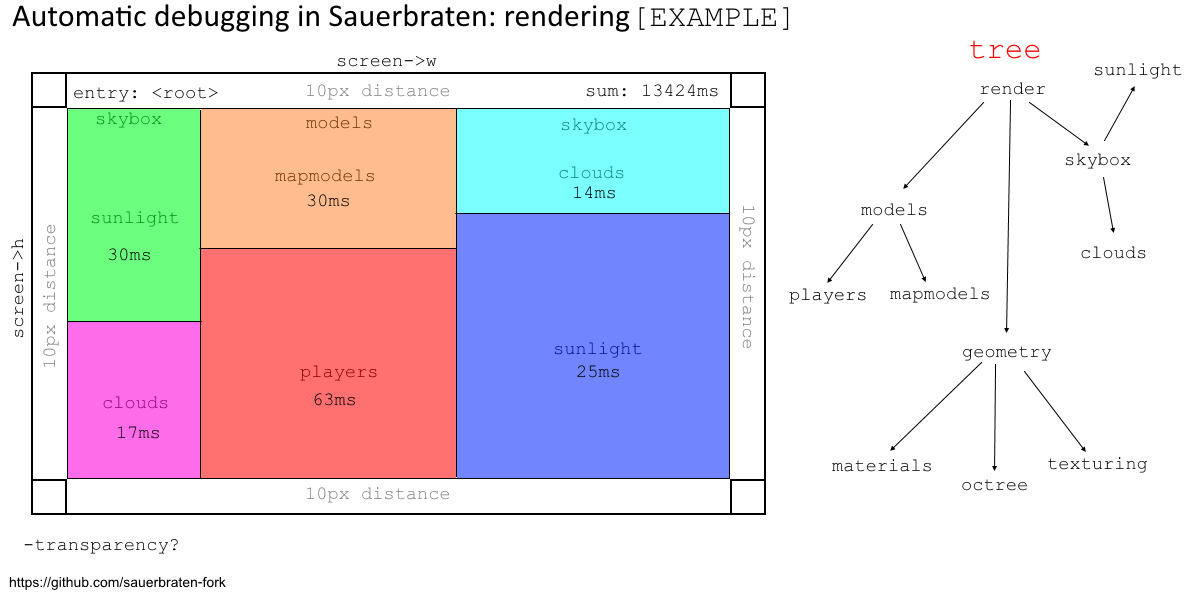 Automatic debugging in Sauerbraten: rendering [EXAMPLE]
screen->w
entry: <root>
10px distance
sum: 13424ms
screen->h
10px distance
skybox
sunlight
30ms
clouds
17ms
models
mapmodels
30ms
players
63ms
skybox
clouds
14ms
sunlight
25ms
10px distance
10px distance
-transparency?
https://github.com/sauerbraten-fork
tree
render
sunlight
skybox
models
clouds
players
mapmodels
geometry
materials
octree
texturing